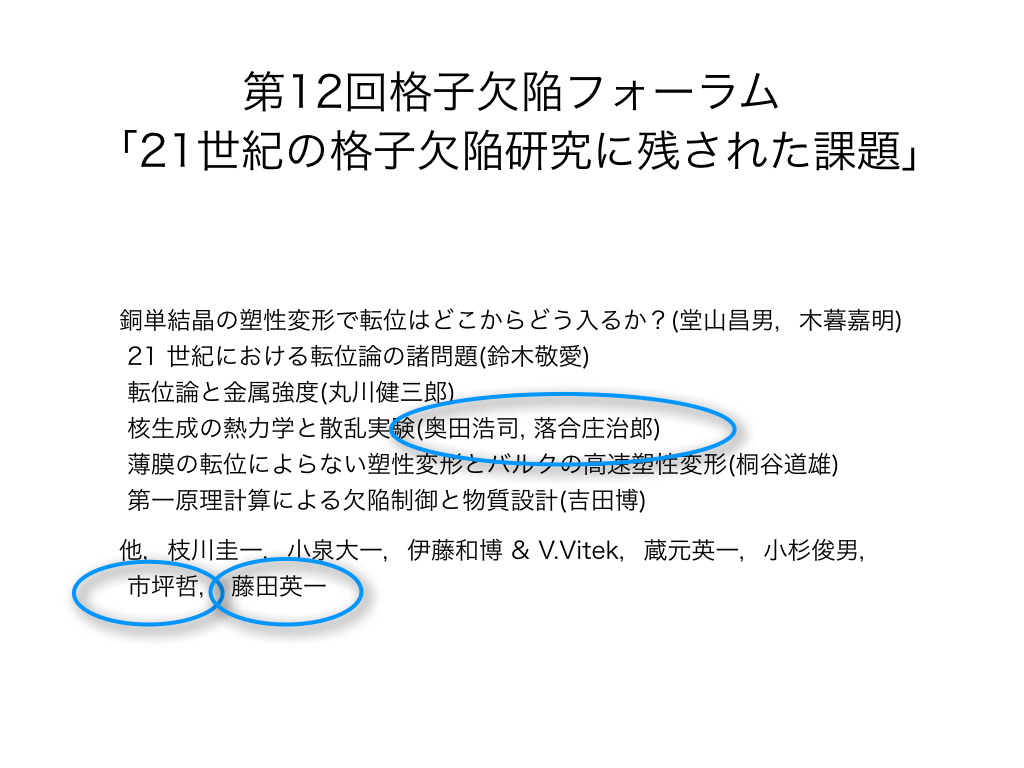 第12回格子欠陥フォーラム
「21世紀の格子欠陥研究に残された課題」
銅単結晶の塑性変形で転位はどこからどう入るか？(堂山昌男，木暮嘉明)
21 世紀における転位論の諸問題(鈴木敬愛)
転位論と金属強度(丸川健三郎)
核生成の熱力学と散乱実験(奥田浩司, 落合庄治郎)
薄膜の転位によらない塑性変形とバルクの高速塑性変形(桐谷道雄)
第一原理計算による欠陥制御と物質設計(吉田博)
他，枝川圭一，小泉大一，伊藤和博 & V.Vitek，蔵元英一，小杉俊男，
市坪哲,　藤田英一